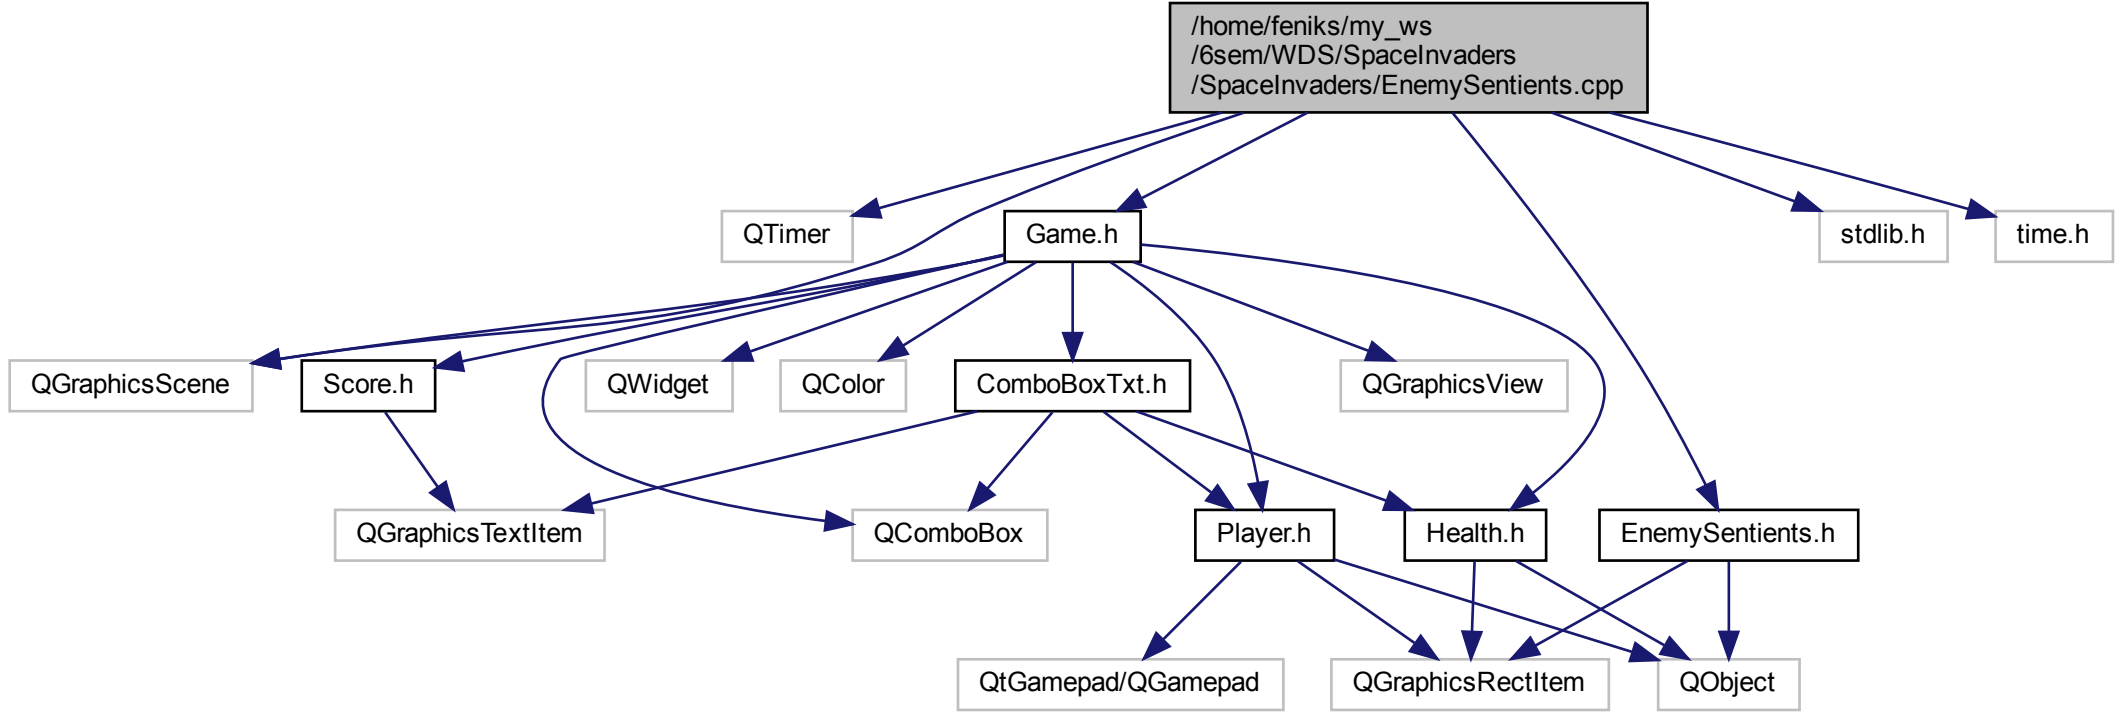 /home/feniks/my_ws
/6sem/WDS/SpaceInvaders
/SpaceInvaders/EnemySentients.cpp
QTimer
Game.h
stdlib.h
time.h
QGraphicsScene
Score.h
QWidget
QColor
ComboBoxTxt.h
QGraphicsView
QGraphicsTextItem
QComboBox
Player.h
Health.h
EnemySentients.h
QtGamepad/QGamepad
QGraphicsRectItem
QObject